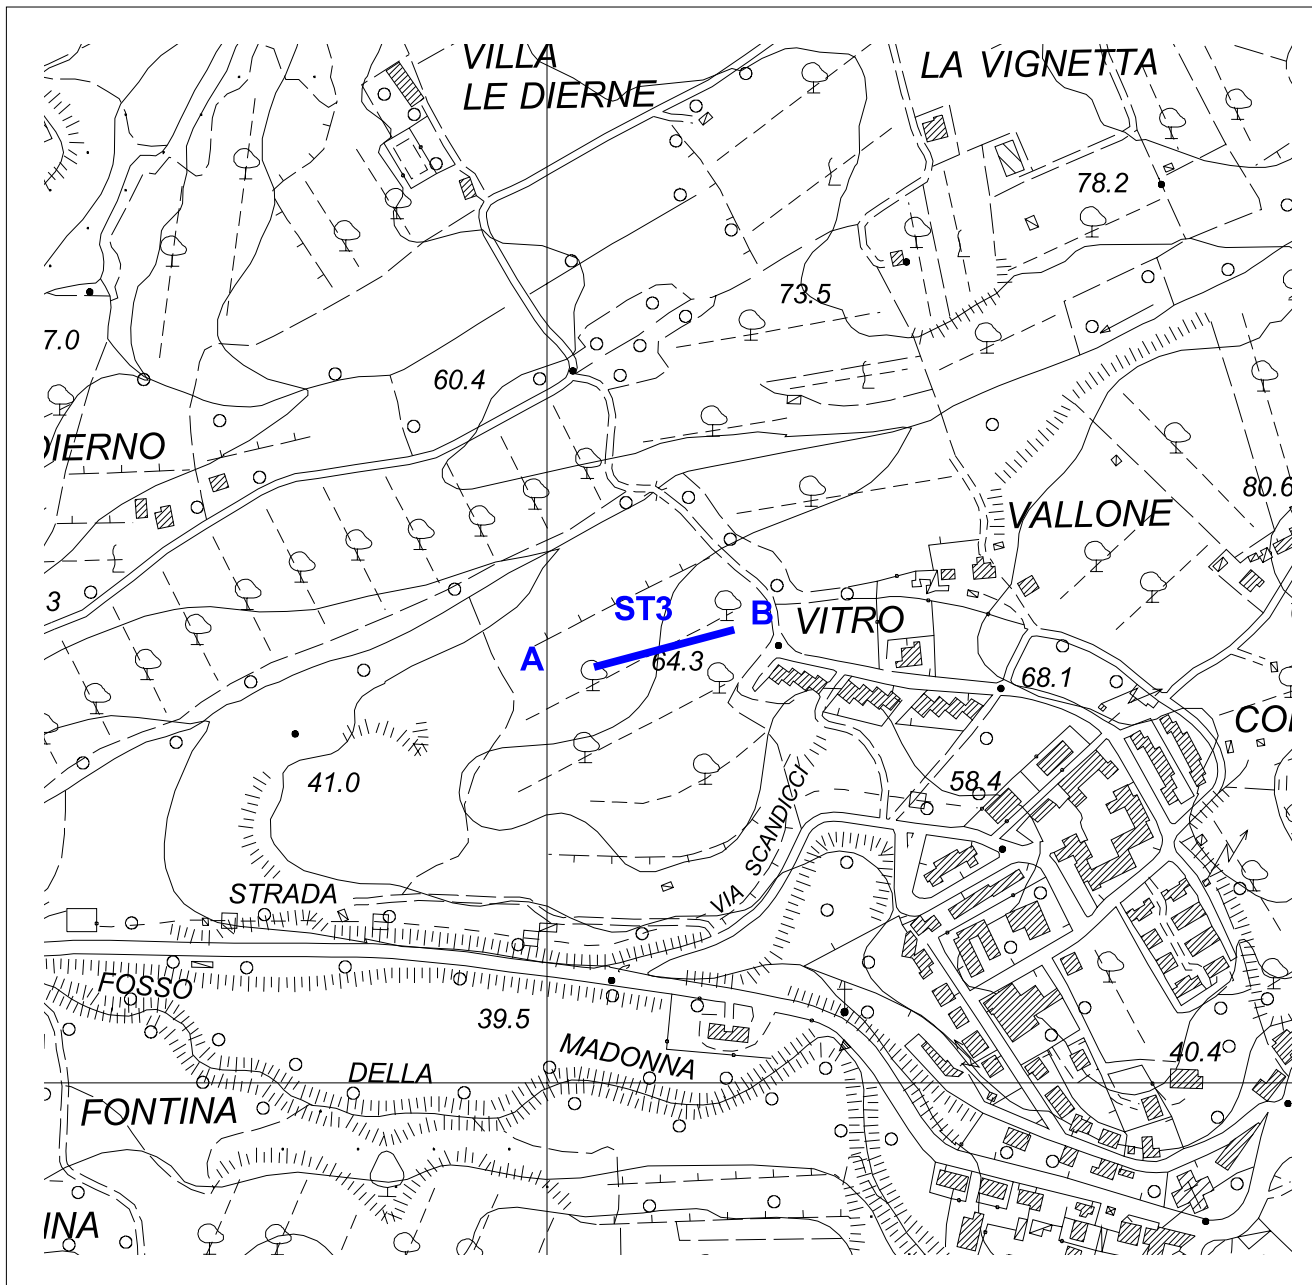 VILLA
LE DIERNE
LA VIGNETTA
78.2
73.5
7.0
60.4
DIERNO
80.6
VALLONE
3
ST3
A
B
VITRO
64.3
68.1
COI
41.0
58.4
VIA SCANDICCI
STRADA
FOSSO
39.5
MADONNA
DELLA
40.4
FONTINA
INA